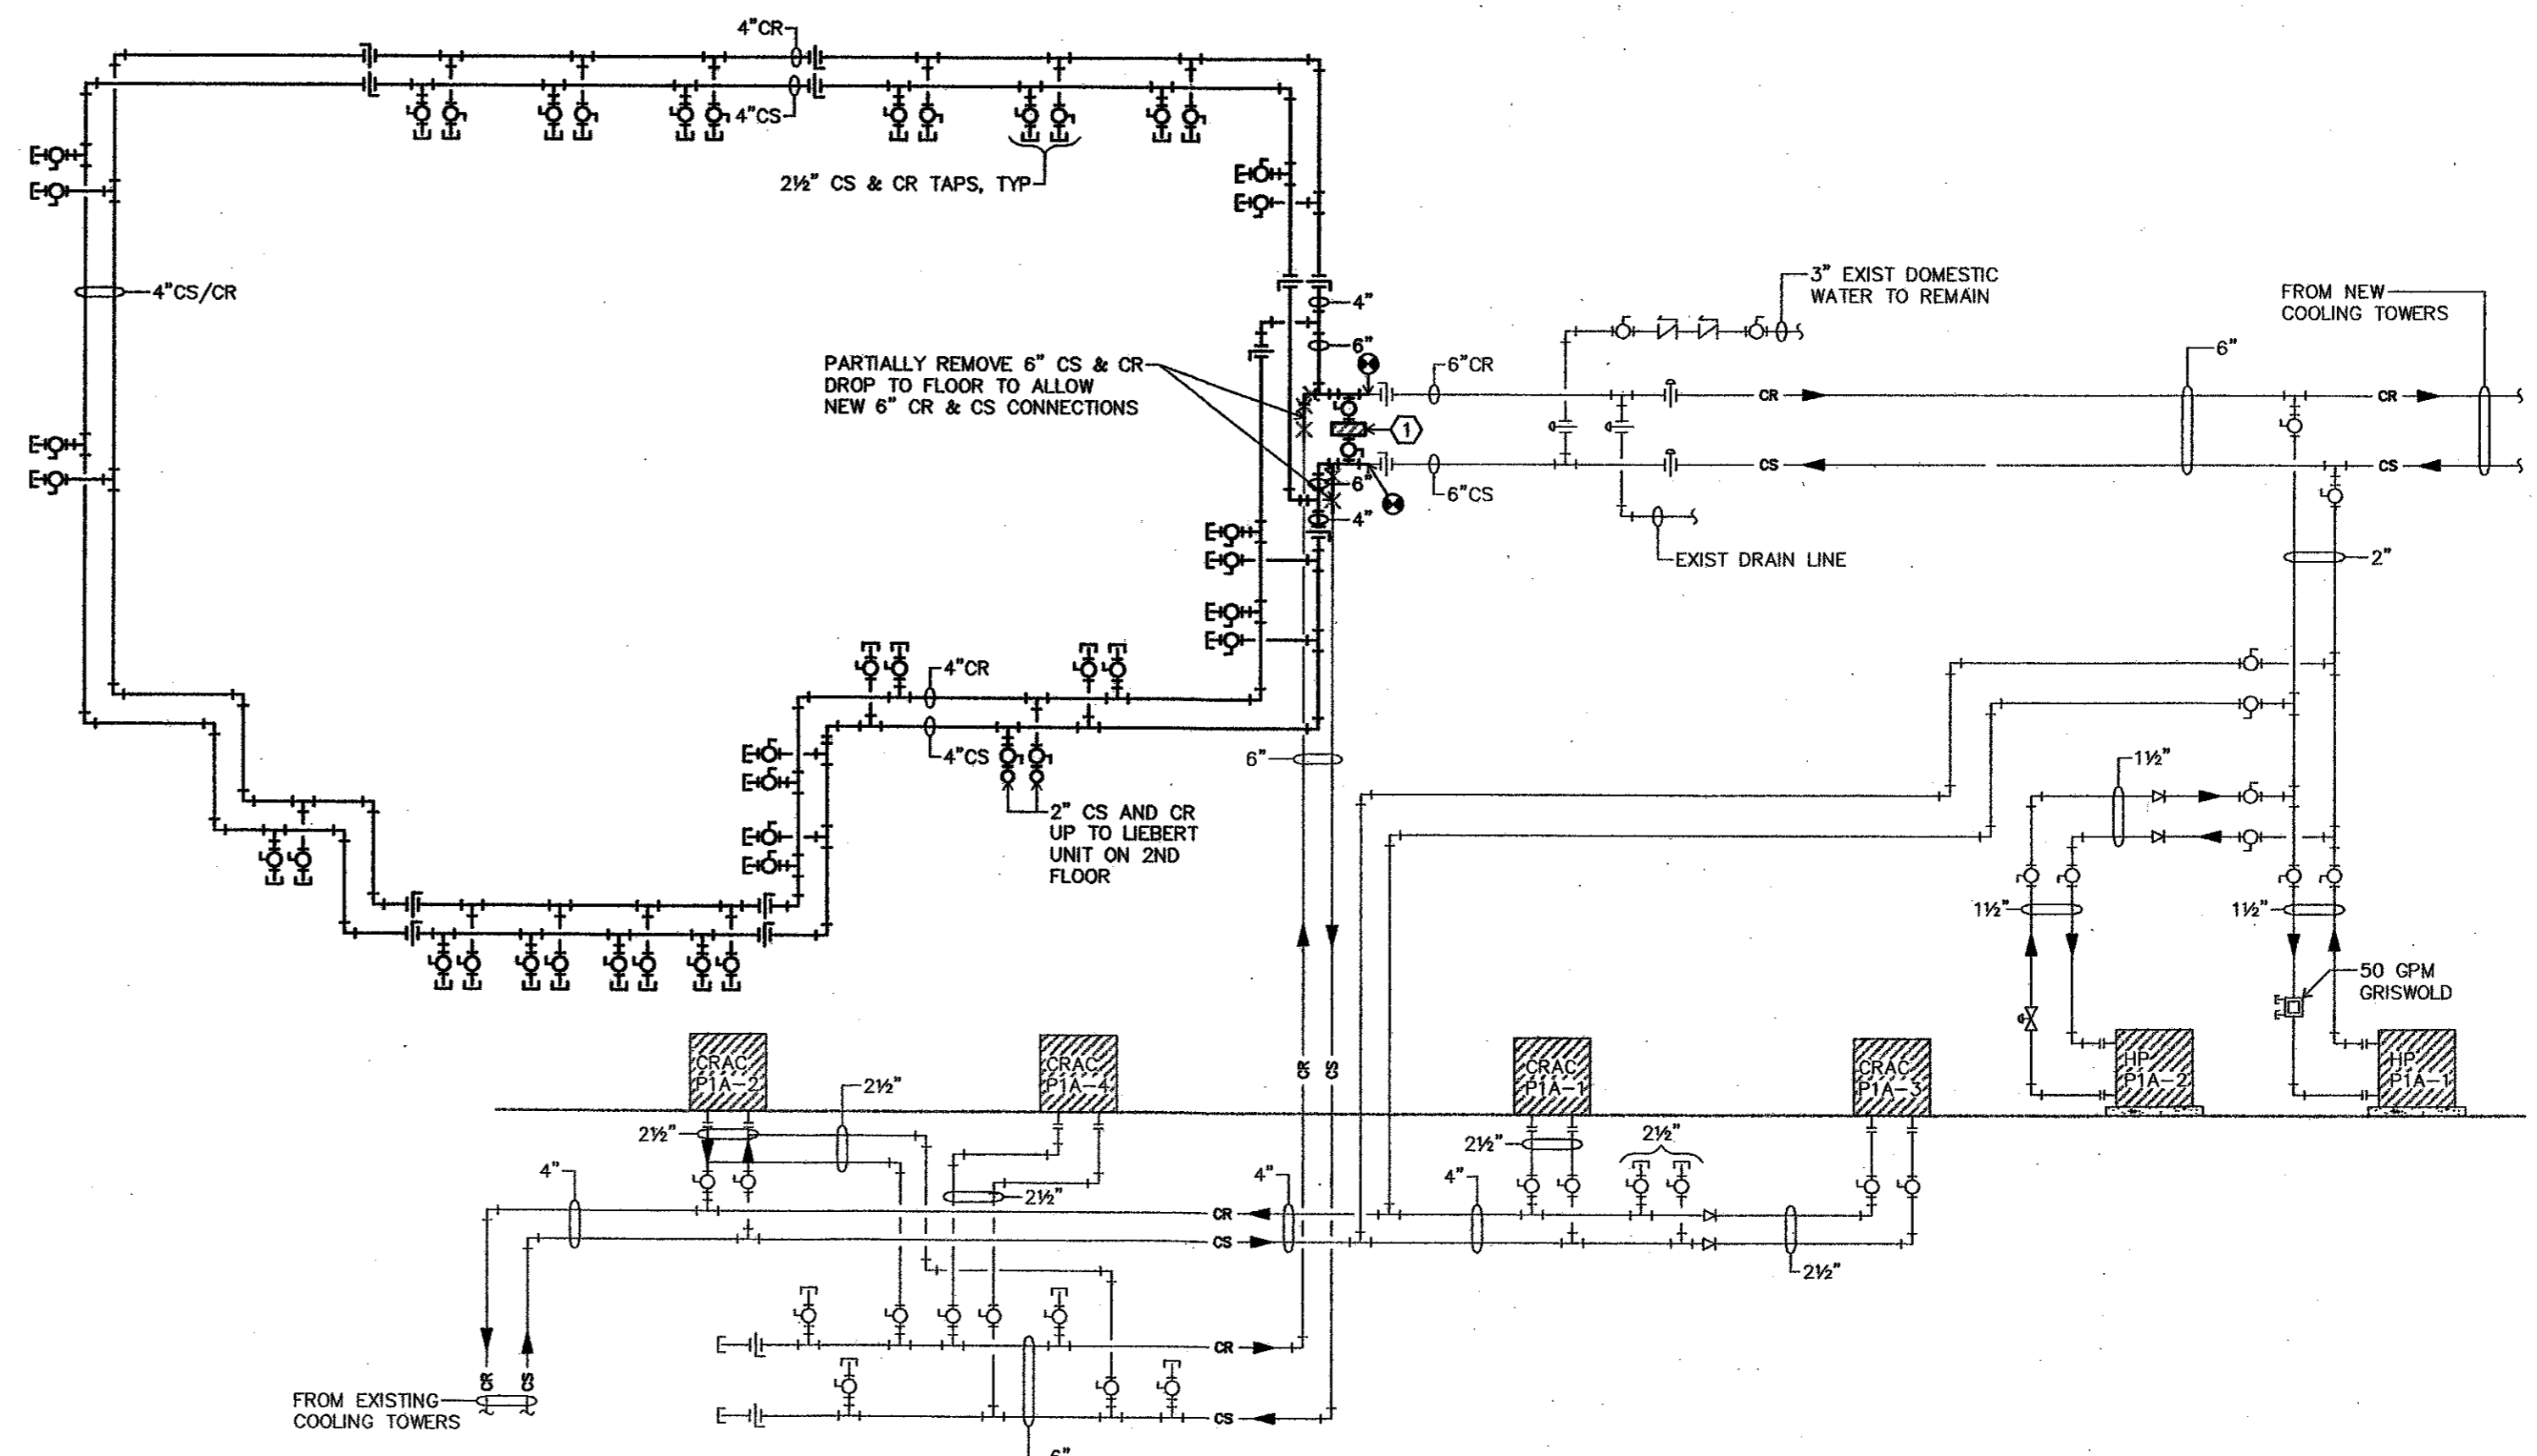 4"CR
4"CS
2½" CS & CR TAPS, TYP
4"CS/CR
3" EXIST DOMESTIC
WATER TO REMAIN
FROM NEW
COOLING TOWERS
4"
6"
6"
PARTIALLY REMOVE 6" CS & CR
DROP TO FLOOR TO ALLOW
NEW 6" CR & CS CONNECTIONS
6"CR
CR
CR
1
CS
CS
6"
6"CS
4"
EXIST DRAIN LINE
2"
4"CR
4"CS
6"
1½"
2" CS AND CR
UP TO LIEBERT
UNIT ON 2ND
FLOOR
1½"
1½"
50 GPM
GRISWOLD
CRAC
P1A-2
CRAC
P1A-4
CR
CS
CRAC
P1A-1
CRAC
P1A-3
HP
P1A-2
HP
P1A-1
2½"
2½"
2½"
2½"
4"
2½"
4"
4"
CR
CS
2½"
CR
CR
CS
FROM EXISTING
COOLING TOWERS
CS
6"